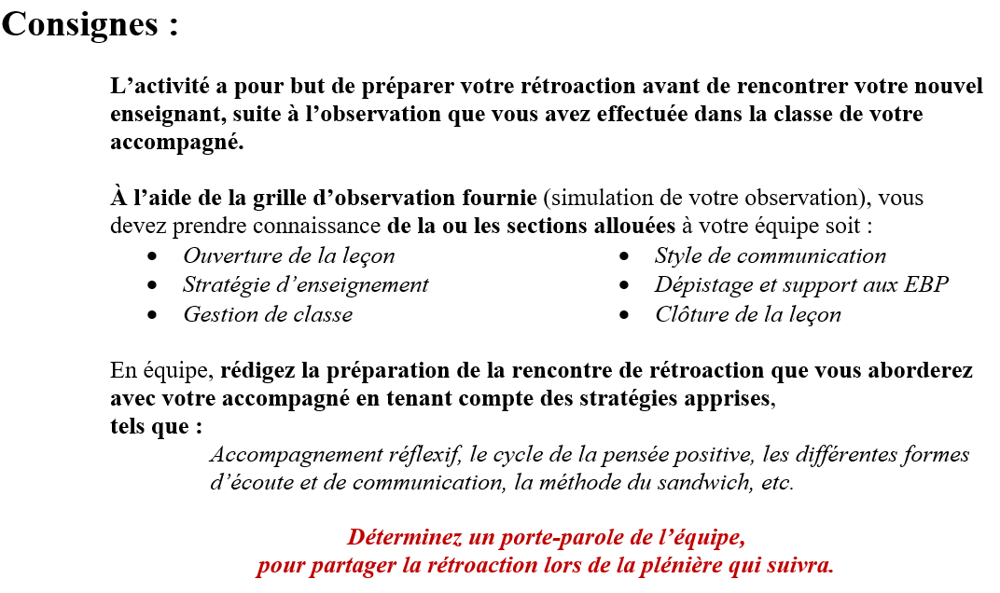 Consignes :
L’activité a pour but de préparer votre rétroaction avant de rencontrer votre nouvel
enseignant, suite à l’observation que vous avez effectuée dans la classe de votre
accompagné.
À l’aide de la grille d’observation fournie (simulation de votre observation), vous
devez prendre connaissance de la ou les sections allouées à votre équipe soit :
• Ouverture de la leçon
• Stratégie d’enseignement
• Gestion de classe
• Style de communication
• Dépistage et support aux EBP
• Clôture de la leçon
En équipe, rédigez la préparation de la rencontre de rétroaction que vous aborderez
avec votre accompagné en tenant compte des stratégies apprises,
tels que :
Accompagnement réflexif, le cycle de la pensée positive, les différentes formes
d’écoute et de communication, la méthode du sandwich, etc.
Déterminez un porte-parole de l’équipe,
pour partager la rétroaction lors de la plénière qui suivra.